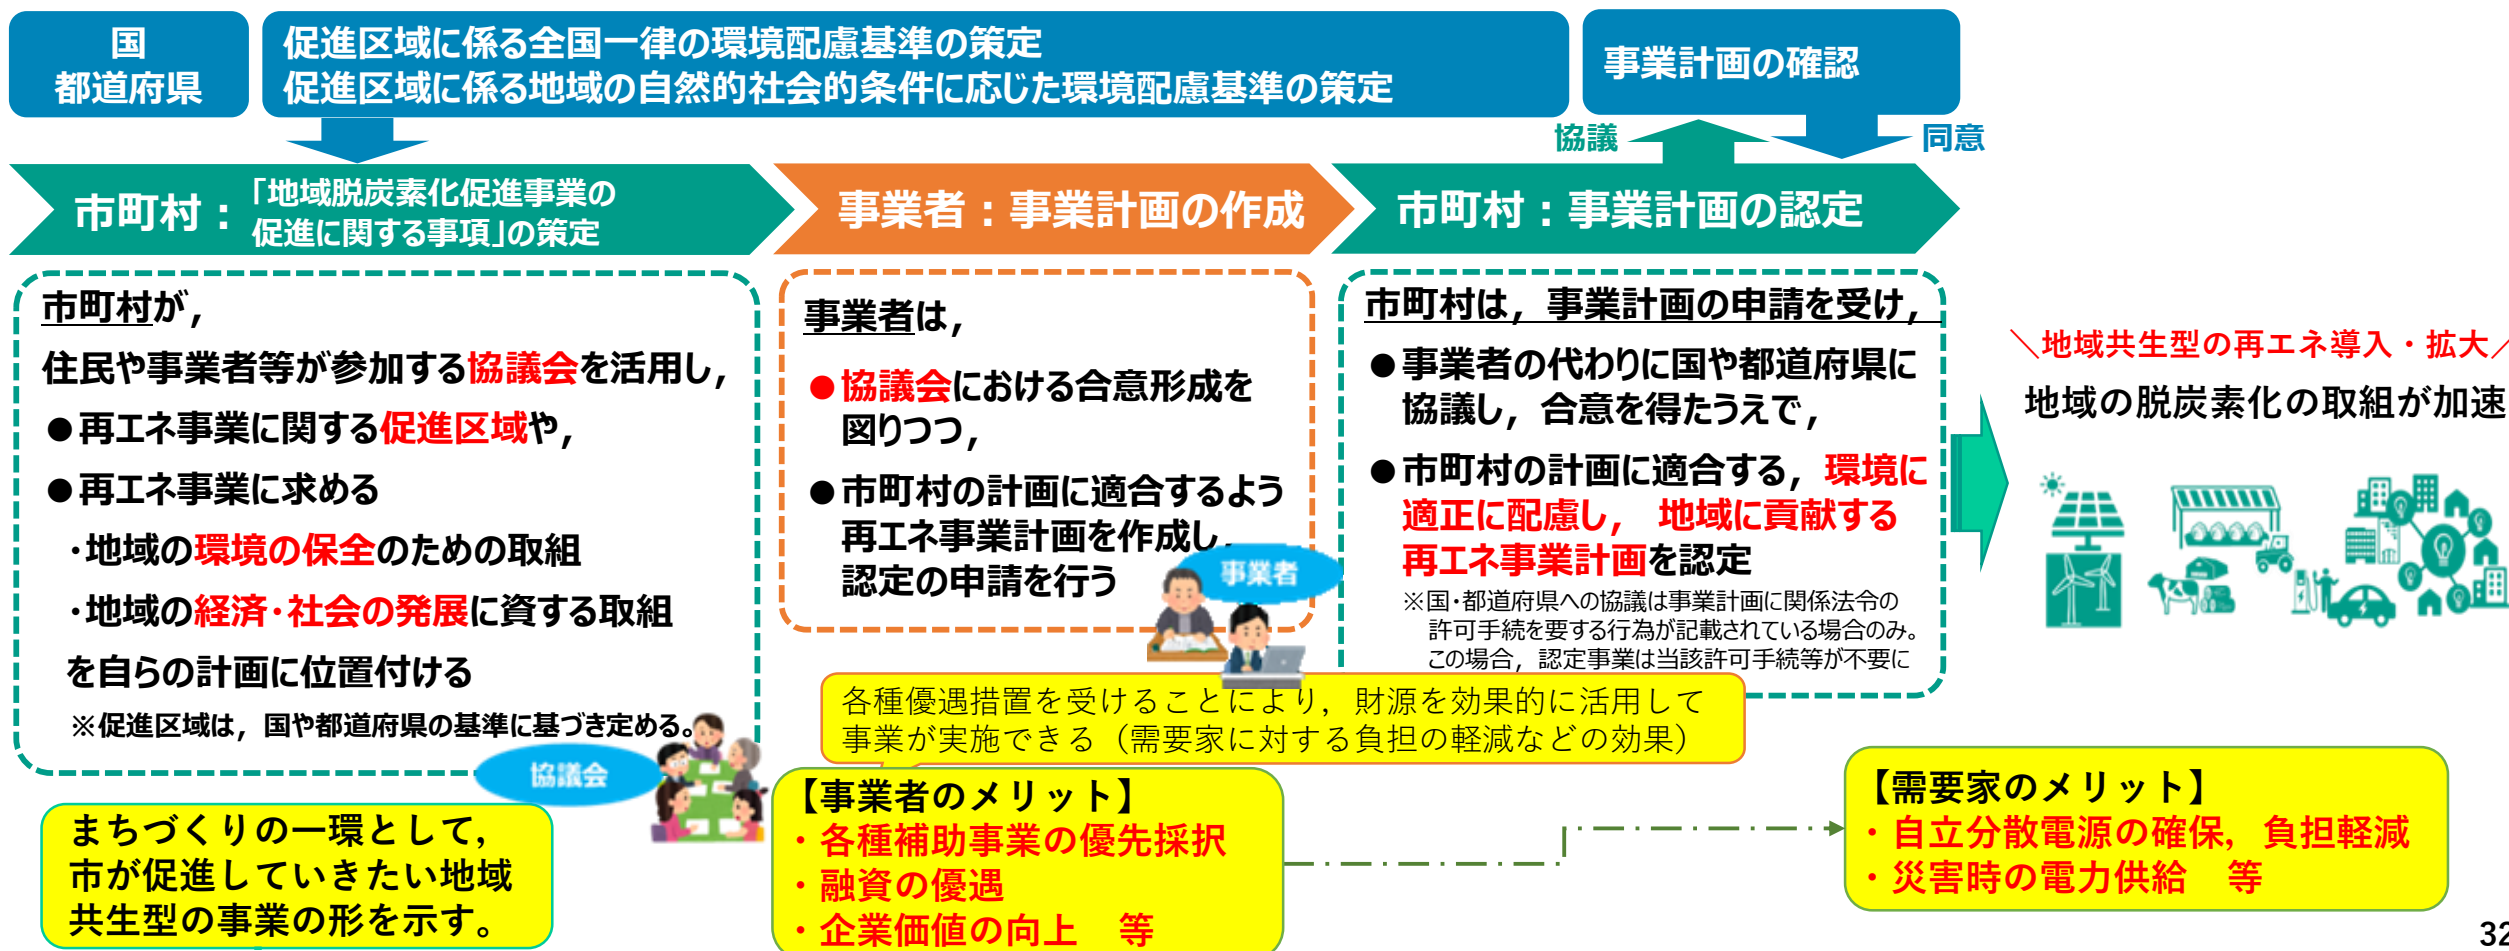 国
都道府県
促進区域に係る全国一律の環境配慮基準の策定
促進区域に係る地域の自然的社会的条件に応じた環境配慮基準の策定
事業計画の確認
協議
同意
市町村：
「地域脱炭素化促進事業の
促進に関する事項」の策定
事業者：事業計画の作成
市町村：事業計画の認定
市町村が，
住民や事業者等が参加する協議会を活用し，
●再エネ事業に関する促進区域や，
●再エネ事業に求める
・地域の環境の保全のための取組
・地域の経済・社会の発展に資する取組
を自らの計画に位置付ける
※促進区域は，国や都道府県の基準に基づき定める。
協議会
事業者は，
●協議会における合意形成を
図りつつ，
●市町村の計画に適合するよう
再エネ事業計画を作成し，
認定の申請を行う
事業者
市町村は，事業計画の申請を受け，
●事業者の代わりに国や都道府県に
協議し，合意を得たうえで，
●市町村の計画に適合する，環境に
適正に配慮し，　地域に貢献する
再エネ事業計画を認定
※国・都道府県への協議は事業計画に関係法令の
許可手続を要する行為が記載されている場合のみ。
この場合，認定事業は当該許可手続等が不要に
＼地域共生型の再エネ導入・拡大／
地域の脱炭素化の取組が加速
各種優遇措置を受けることにより，財源を効果的に活用して
事業が実施できる（需要家に対する負担の軽減などの効果）
まちづくりの一環として，
市が促進していきたい地域
共生型の事業の形を示す。
【事業者のメリット】
・各種補助事業の優先採択
・融資の優遇
・企業価値の向上　等
【需要家のメリット】
・自立分散電源の確保，負担軽減
・災害時の電力供給　等
32